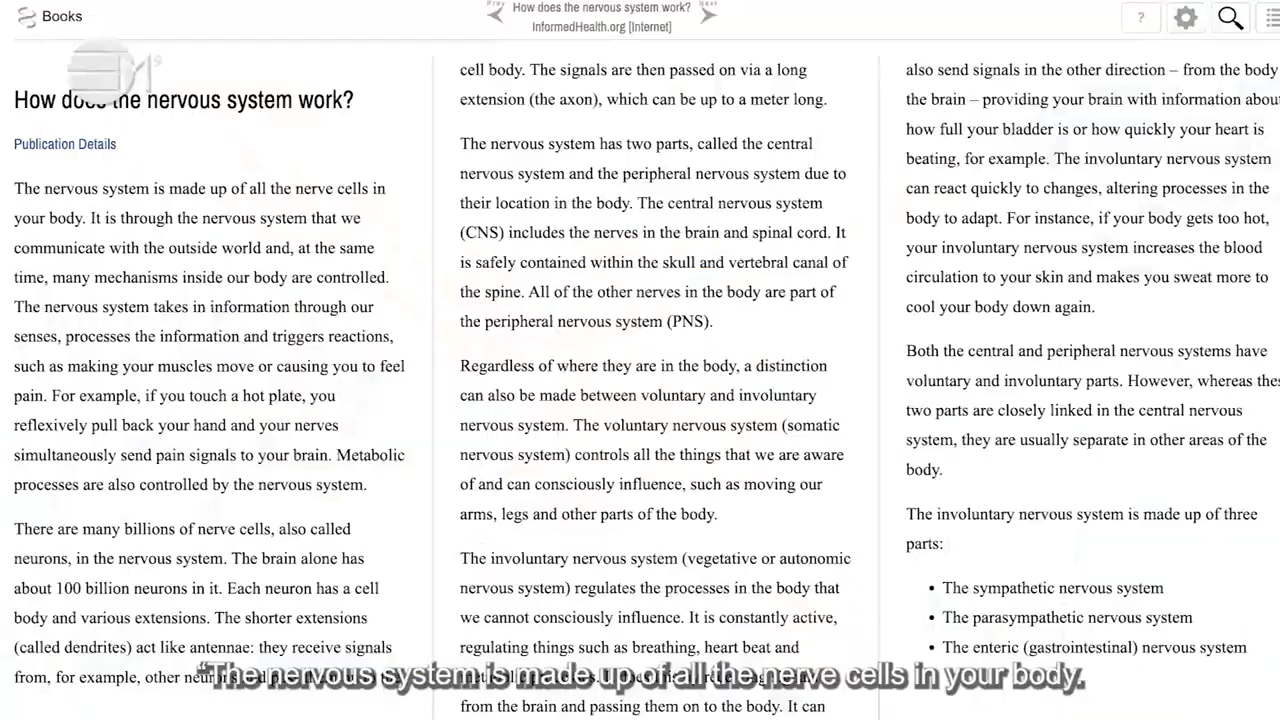 Books
Prev
How does the nervous system work?
Next
InformedHealth.org [Internet]
?
How does the nervous system work?
Publication Details
The nervous system is made up of all the nerve cells in
your body. It is through the nervous system that we
communicate with the outside world and, at the same
time, many mechanisms inside our body are controlled.
The nervous system takes in information through our
senses, processes the information and triggers reactions,
such as making your muscles move or causing you to feel
pain. For example, if you touch a hot plate, you
reflexively pull back your hand and your nerves
simultaneously send pain signals to your brain. Metabolic
processes are also controlled by the nervous system.
There are many billions of nerve cells, also called
neurons, in the nervous system. The brain alone has
about 100 billion neurons in it. Each neuron has a cell
body and various extensions. The shorter extensions
(called dendrites) act like antennae: they receive signals
from, for example, other
cell body. The signals are then passed on via a long
extension (the axon), which can be up to a meter long.
The nervous system has two parts, called the central
nervous system and the peripheral nervous system due to
their location in the body. The central nervous system
(CNS) includes the nerves in the brain and spinal cord. It
is safely contained within the skull and vertebral canal of
the spine. All of the other nerves in the body are part of
the peripheral nervous system (PNS).
Regardless of where they are in the body, a distinction
can also be made between voluntary and involuntary
nervous system. The voluntary nervous system (somatic
nervous system) controls all the things that we are aware
of and can consciously influence, such as moving our
arms, legs and other parts of the body.
The involuntary nervous system (vegetative or autonomic
nervous system) regulates the processes in the body that
we cannot consciously influence. It is constantly active,
regulating things such as breathing, heart beat and
from the brain and passing them on to the body. It can
also send signals in the other direction – from the body
the brain – providing your brain with information about
how full your bladder is or how quickly your heart is
beating, for example. The involuntary nervous system
can react quickly to changes, altering processes in the
body to adapt. For instance, if your body gets too hot,
your involuntary nervous system increases the blood
circulation to your skin and makes you sweat more to
cool your body down again.
Both the central and peripheral nervous systems have
voluntary and involuntary parts. However, whereas these
two parts are closely linked in the central nervous
system, they are usually separate in other areas of the
body.
The involuntary nervous system is made up of three
parts:
• The sympathetic nervous system
• The parasympathetic nervous system
• The enteric (gastrointestinal) nervous system
“The nervous system is made up of all the nerve cells in your body.